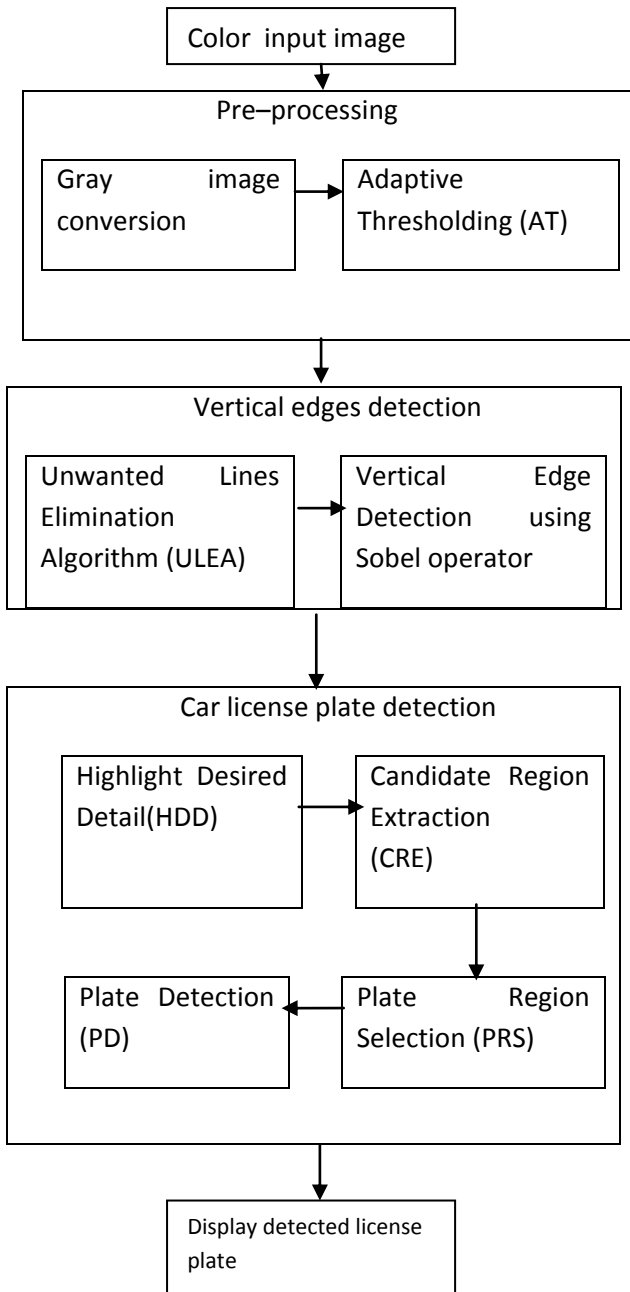 Color input image
Pre–processing
Gray image
conversion
Adaptive
Thresholding (AT)
Vertical edges detection
Unwanted Lines
Elimination
Algorithm (ULEA)
Vertical Edge
Detection using
Sobel operator
Car license plate detection
Highlight Desired
Detail(HDD)
Candidate Region
Extraction
(CRE)
Plate Region
Selection (PRS)
Plate Detection
(PD)
Display detected license
plate